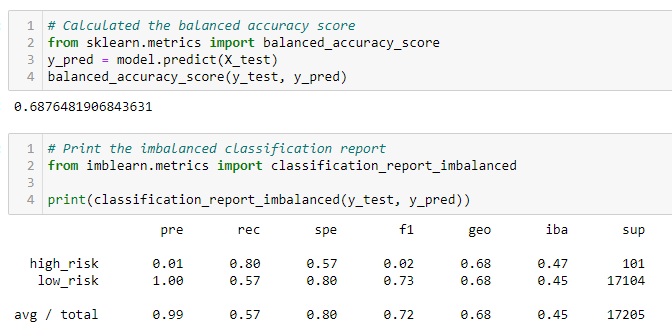 1 # Calculated the balanced accuracy score
2 from sklearn.metrics import balanced_accuracy_score
3 y_pred = model.predict(X_test)
4 balanced_accuracy_score(y_test, y_pred)
0.6876481906843631
1 # Print the imbalanced classification report
2 from imblearn.metrics import classification_report_imbalanced
3
4 print(classification_report_imbalanced(y_test, y_pred))
pre rec spe f1 geo iba sup
high_risk 0.01 0.80 0.57 0.02 0.68 0.47 101
low_risk 1.00 0.57 0.80 0.73 0.68 0.45 17104
avg / total 0.99 0.57 0.80 0.72 0.68 0.45 17205